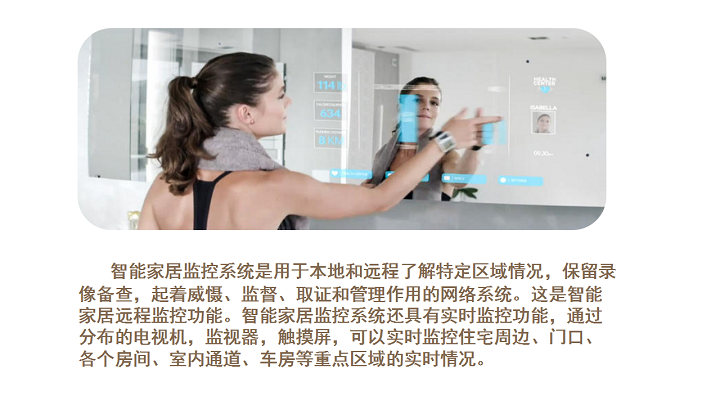 114
HEALTH
CENTER
ISABELLA
智能家居监控系统是用于本地和远程了解特定区域情况，保留录
像备查，起着威慑、监督、取证和管理作用的网络系统。这是智能
家居远程监控功能。智能家居监控系统还具有实时监控功能，通过
分布的电视机，监视器，触摸屏，可以实时监控住宅周边、门口、
各个房间、室内通道、车房等重点区域的实时情况。